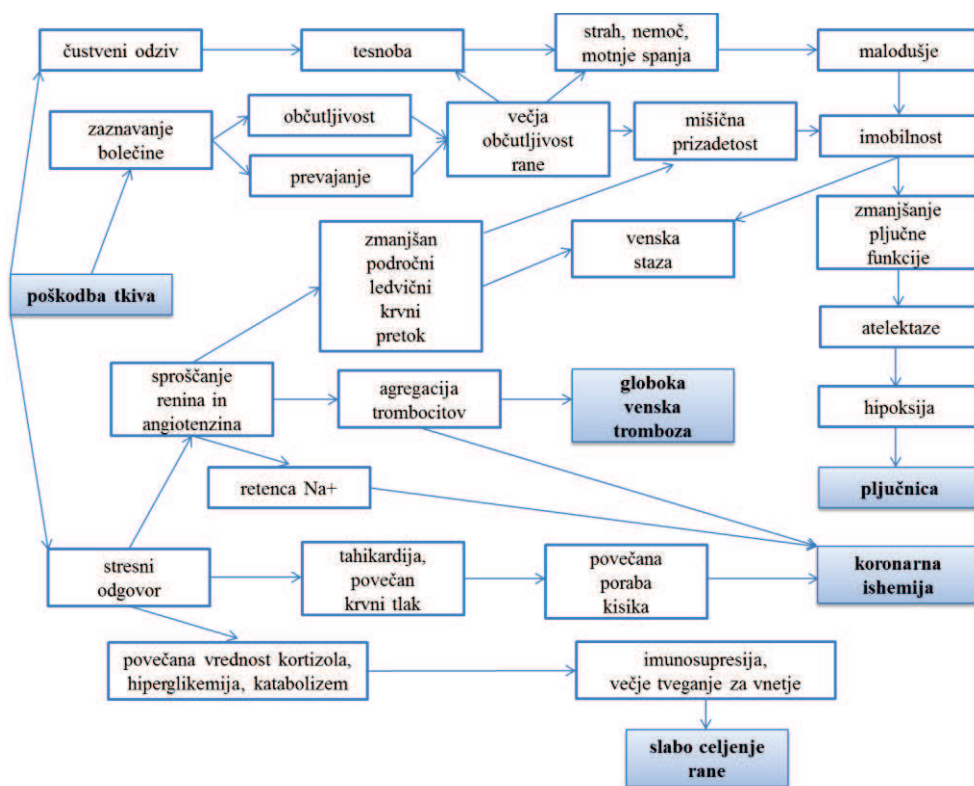 čustveni odziv
tesnoba
strah, nemoč,
motnje spanja
malodušje
zaznavanje
bolečine
občutljivost
prevajanje
večja
občutljivost
rane
mišična
prizadetost
imobilnost
poškodba tkiva
zmanjšan
področni
ledvični
krvni
pretok
venska
staza
zmanjšanje
pljučne
funkcije
atelektaze
sproščanje
renina in
angiotenzina
agregacija
trombocitov
globoka
venska
tromboza
hipoksija
retenca Na+
pljučnica
stresni
odgovor
tahikardija,
povečan
krvni tlak
povečana
poraba
kisika
koronarna
ishemija
povečana vrednost kortizola,
hiperglikemija, katabolizem
imunosupresija,
večje tveganje za vnetje
slabo celjenje
rane